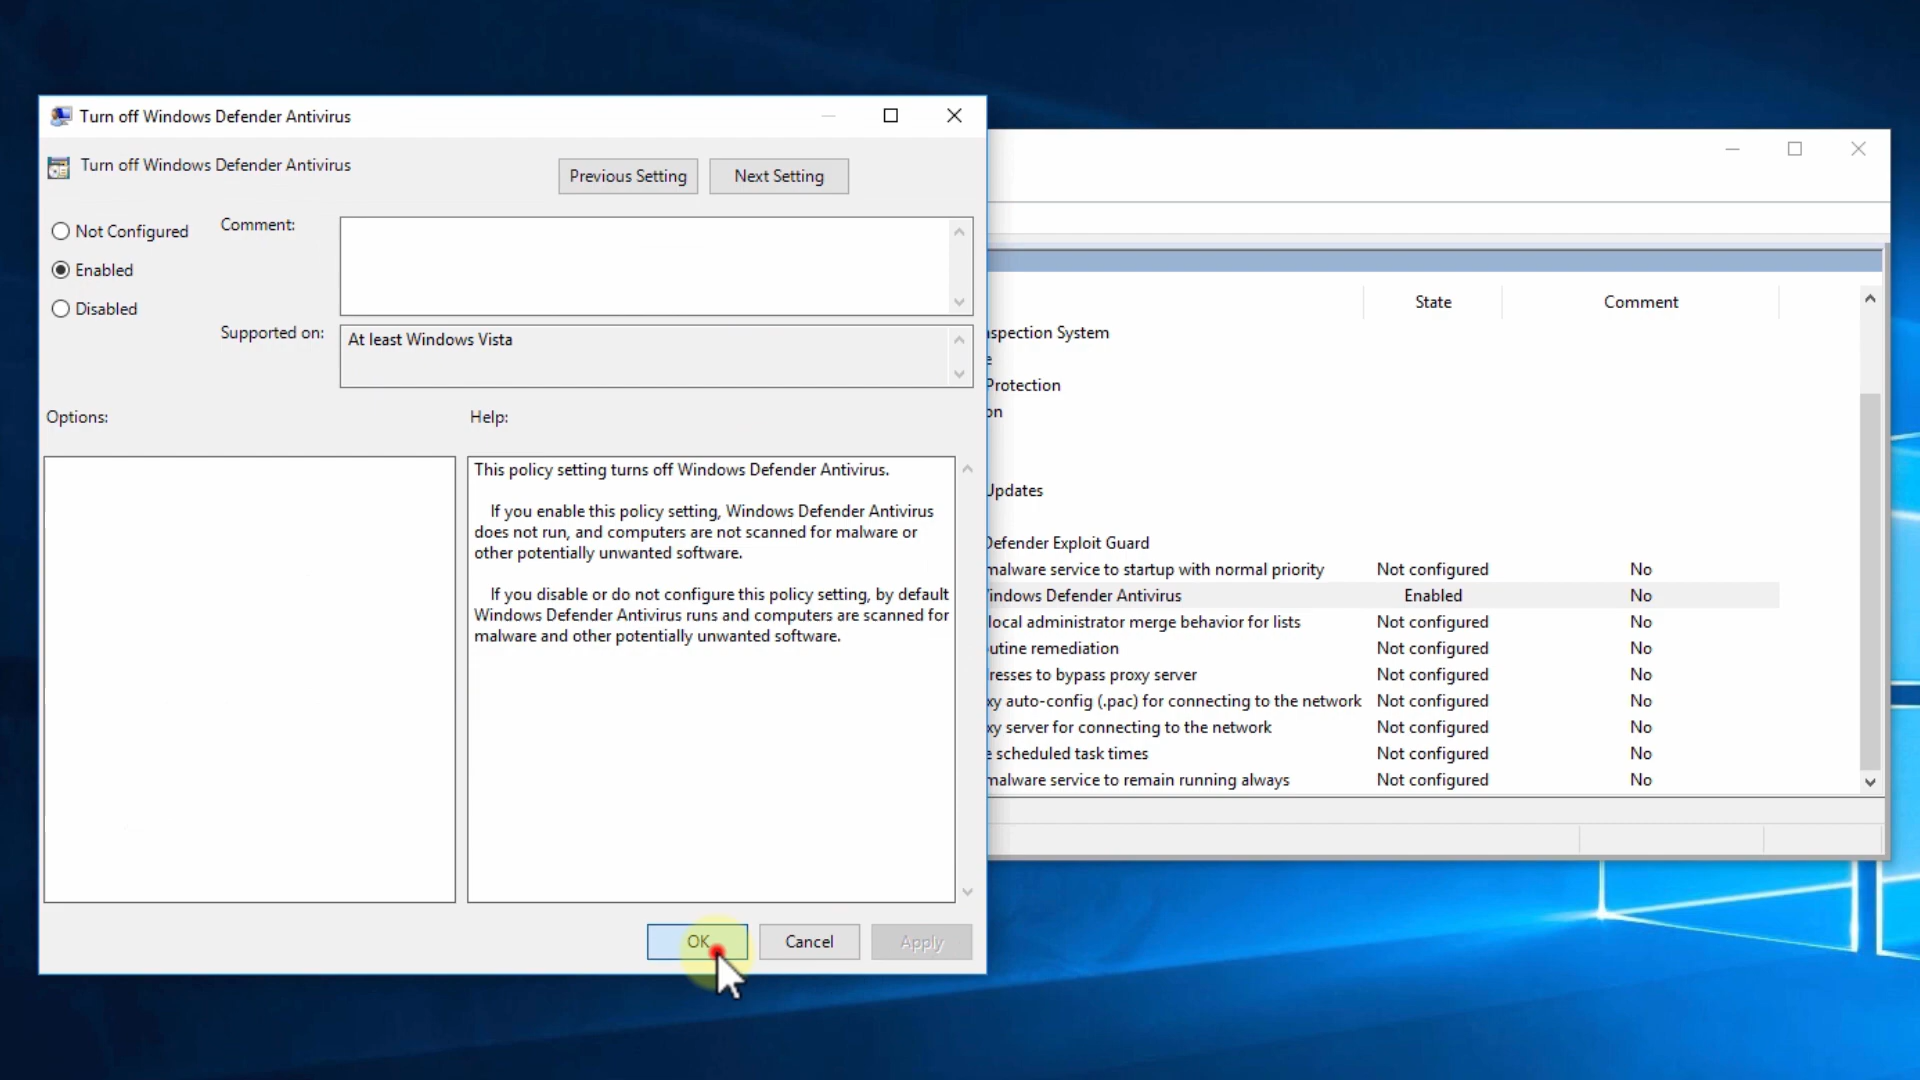 Turn off Windows Defender Antivirus
Turn off Windows Defender Antivirus
Previous Setting
Next Setting
Not Configured
Enabled
Disabled
Comment:
Supported on:
At least Windows Vista
Options:
Help:
This policy setting turns off Windows Defender Antivirus.
If you enable this policy setting, Windows Defender Antivirus
does not run, and computers are not scanned for malware or
other potentially unwanted software.
If you disable or do not configure this policy setting, by default
Windows Defender Antivirus runs and computers are scanned for
malware and other potentially unwanted software.
OK
Cancel
Apply
State Comment
nspection System
e
Protection
on
Updates
Defender Exploit Guard
malware service to startup with normal priority Not configured No
indows Defender Antivirus Enabled No
local administrator merge behavior for lists Not configured No
utine remediation Not configured No
resses to bypass proxy server Not configured No
xy auto-config (.pac) for connecting to the network Not configured No
xy server for connecting to the network Not configured No
e scheduled task times Not configured No
malware service to remain running always Not configured No